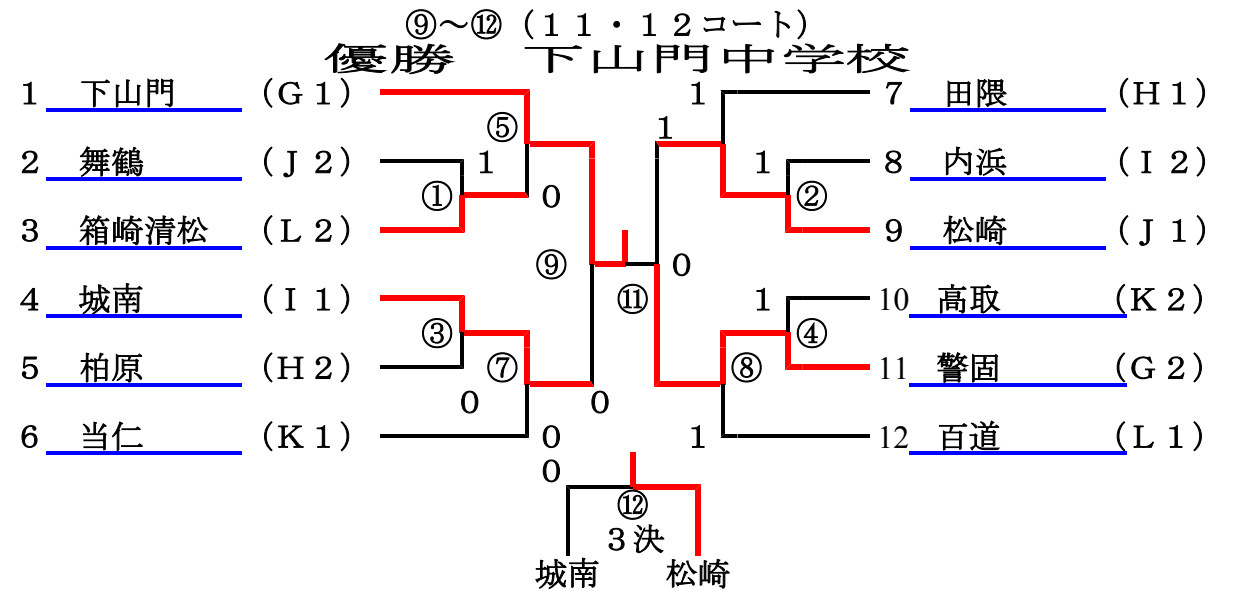 ⑨～⑫（１１・１２コート）
優勝　下山門中学校
1 下山門 （Ｇ１） 1 7 田隈 （Ｈ１）
⑤ 1
2 舞鶴 （Ｊ２） 1 1 8 内浜 （Ｉ２）
① 0 ②
3 箱崎清松 （Ｌ２） 9 松崎 （Ｊ１）
⑨ 0
4 城南 （Ｉ１） ⑪ 1 10 高取 （Ｋ２）
③ ④
5 柏原 （Ｈ２） ⑦ ⑧ 11 警固 （Ｇ２）
0 0
6 当仁 （Ｋ１） 0 1 12 百道 （Ｌ１）
0
⑫
３決
城南 松崎